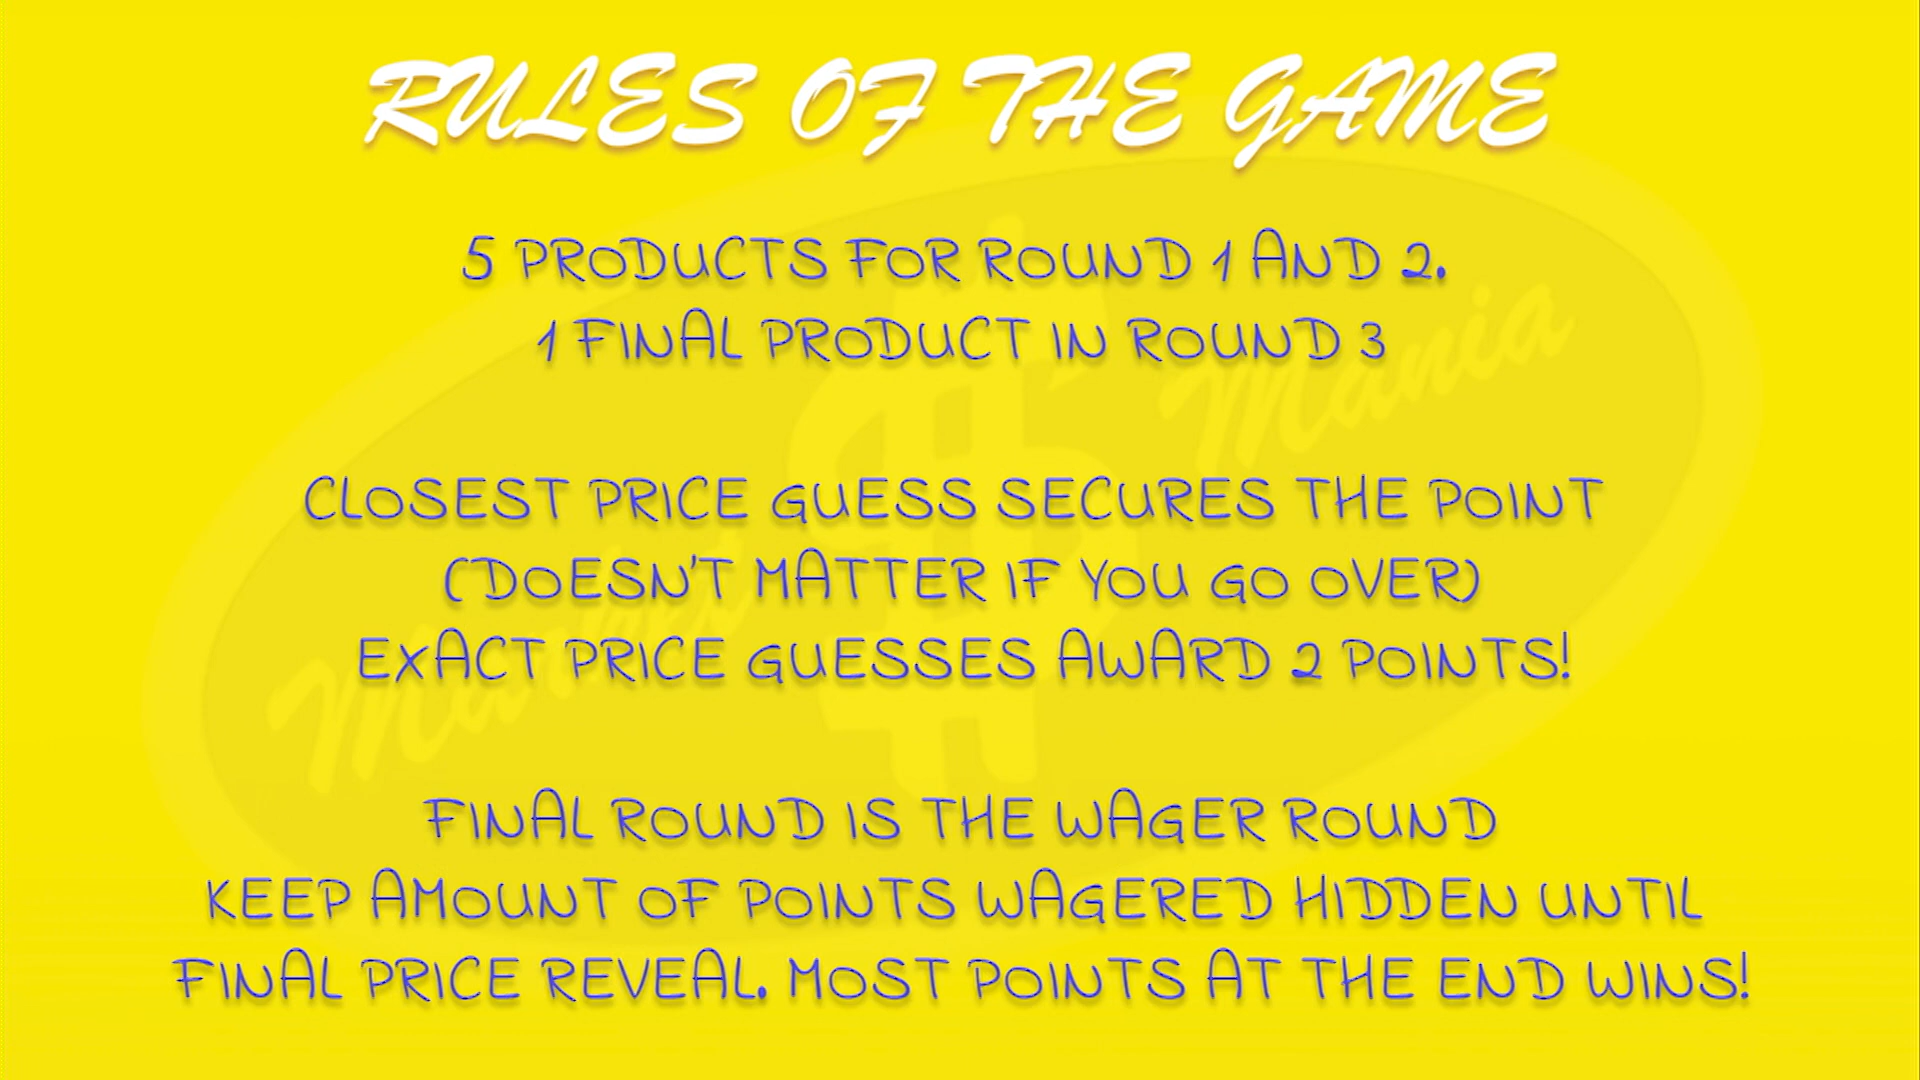 RULES OF THE GAME
5 PRODUCTS FOR ROUND 1 AND 2.
1 FINAL PRODUCT IN ROUND 3
CLOSEST PRICE GUESS SECURES THE POINT
(DOESN'T MATTER IF YOU GO OVER)
EXACT PRICE GUESSES AWARD 2 POINTS!
FINAL ROUND IS THE WAGER ROUND
KEEP AMOUNT OF POINTS WAGERED HIDDEN UNTIL
FINAL PRICE REVEAL. MOST POINTS AT THE END WINS!
Market $ Mania